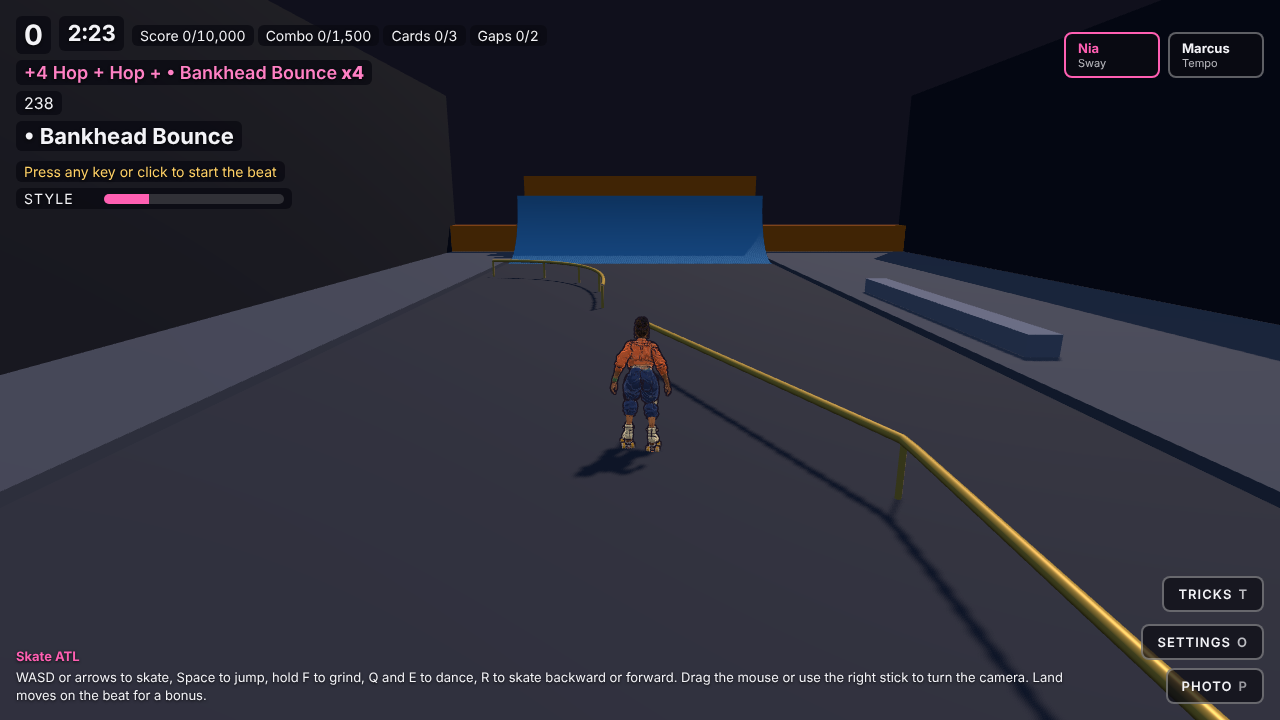 0 2:23 Score 0/10,000 Combo 0/1,500 Cards 0/3 Gaps 0/2
+4 Hop + Hop + • Bankhead Bounce x4
238
• Bankhead Bounce
Press any key or click to start the beat
STYLE
Nia
Sway
Marcus
Tempo
TRICKS T
SETTINGS O
PHOTO P
Skate ATL
WASD or arrows to skate, Space to jump, hold F to grind, Q and E to dance, R to skate backward or forward. Drag the mouse or use the right stick to turn the camera. Land
moves on the beat for a bonus.